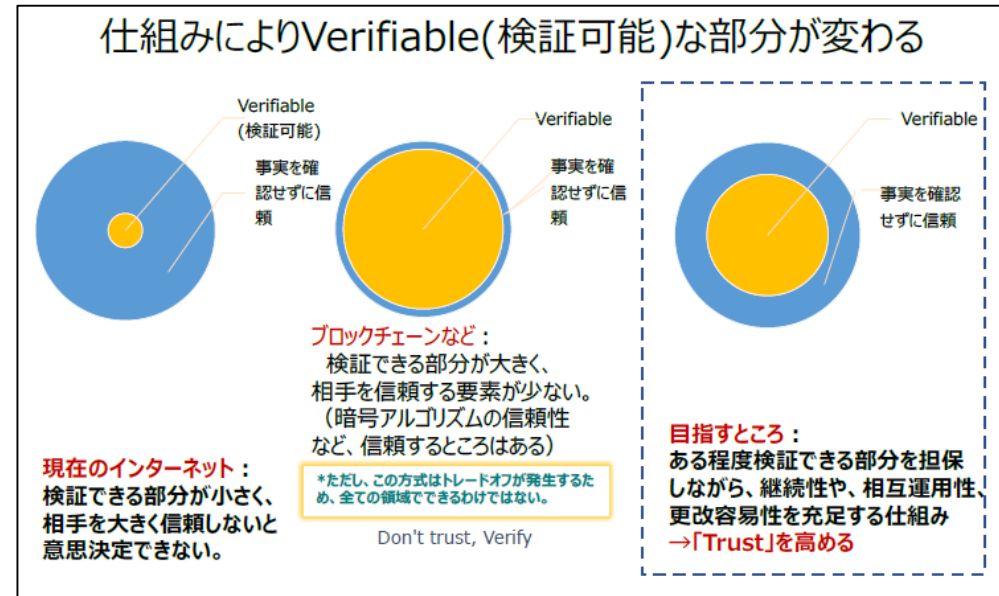 仕組みによりVerifiable(検証可能)な部分が変わる
Verifiable
(検証可能)
事実を確
認せずに信
頼
現在のインターネット：
検証できる部分が小さく、
相手を大きく信頼しないと
意思決定できない。
Verifiable
事実を確
認せずに信
頼
ブロックチェーンなど：
検証できる部分が大きく、
相手を信頼する要素が少ない。
（暗号アルゴリズムの信頼性
など、信頼するところはある）
*ただし、この方式はトレードオフが発生するた
め、全ての領域でできるわけではない。
Don't trust, Verify
Verifiable
事実を確認
せずに信頼
目指すところ：
ある程度検証できる部分を担保
しながら、継続性や、相互運用性、
更改容易性を充足する仕組み
→「Trust」を高める